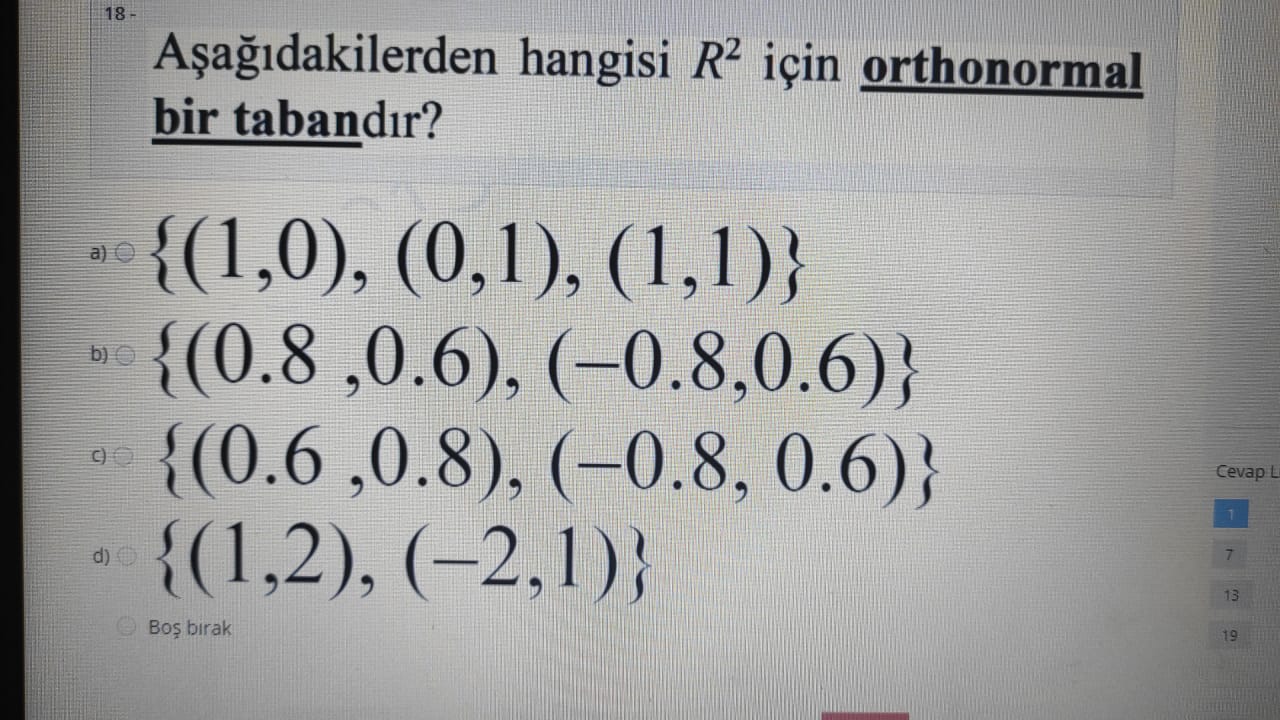 18 -
Aşağıdakilerden hangisi R² için orthonormal
bir tabandır?
a) {(1,0), (0,1), (1,1)}
b) {(0.8 ,0.6), (−0.8,0.6)}
c) {(0.6 ,0.8), (−0.8, 0.6)}
d) {(1,2), (−2,1)}
Boş bırak
Cevap L
1
7
13
19